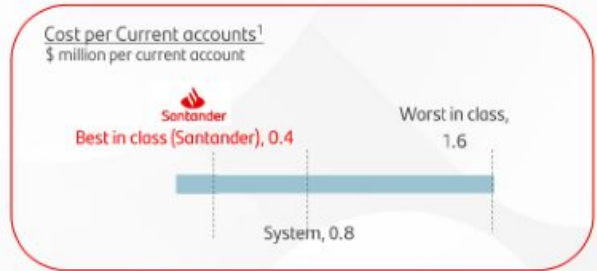 Cost per Current accounts¹
$ million per current account
Santander
Best in class (Santander), 0.4
Worst in class,
1.6
System, 0.8